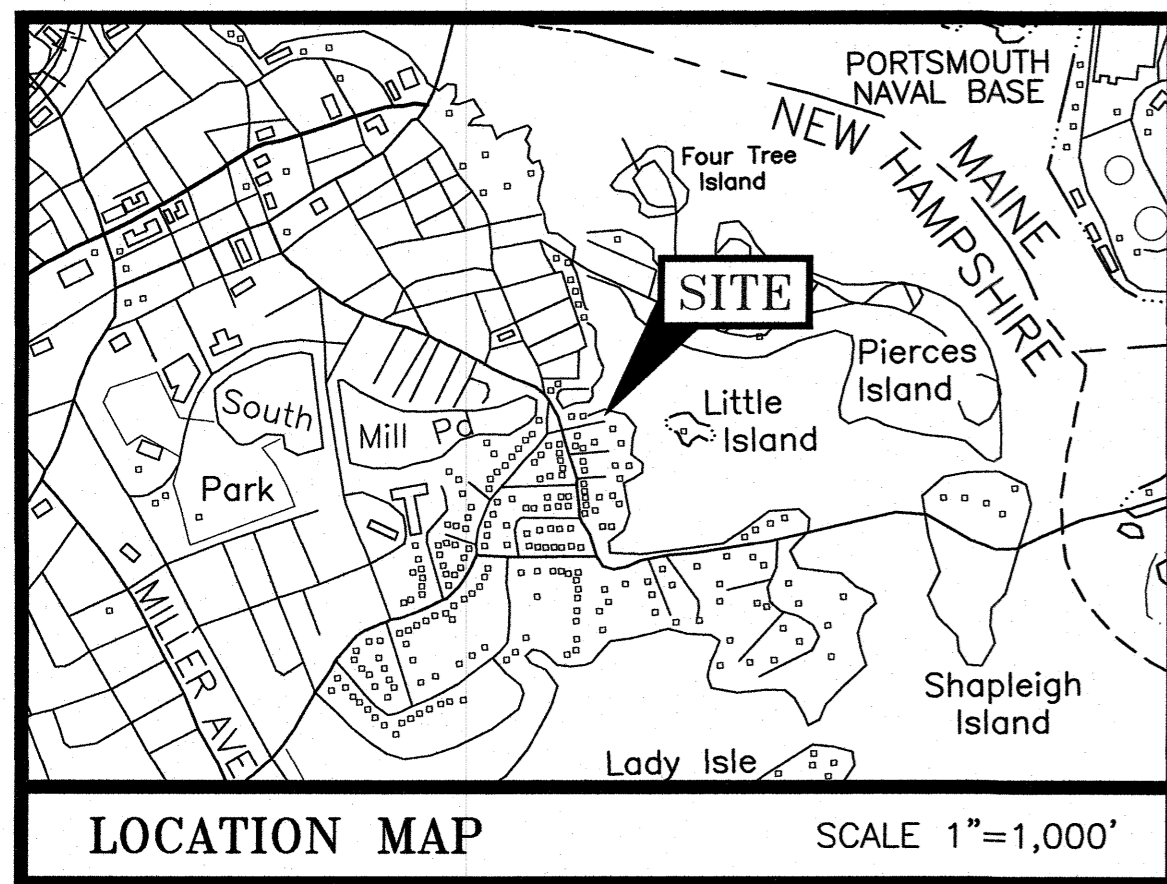 PORTSMOUTH
NAVAL BASE
NEW HAMPSHIRE
MAINE
Four Tree
Island
SITE
Pierces
Island
Little
Island
South
Mill Pd
Park
MILLER AVE
Shapleigh
Island
Lady Isle
LOCATION MAP
SCALE 1"=1,000'